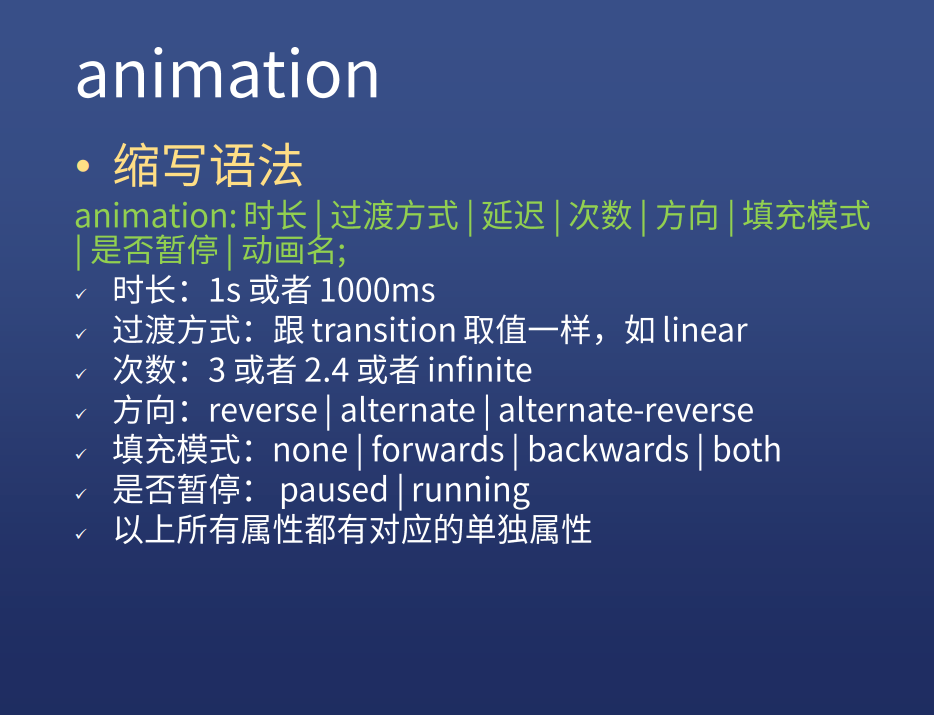 animation
• 缩写语法
animation: 时长 | 过渡方式 | 延迟 | 次数 | 方向 | 填充模式
| 是否暂停 | 动画名;
✓ 时长：1s 或者 1000ms
✓ 过渡方式：跟 transition 取值一样，如 linear
✓ 次数：3 或者 2.4 或者 infinite
✓ 方向：reverse | alternate | alternate-reverse
✓ 填充模式：none | forwards | backwards | both
✓ 是否暂停： paused | running
✓ 以上所有属性都有对应的单独属性